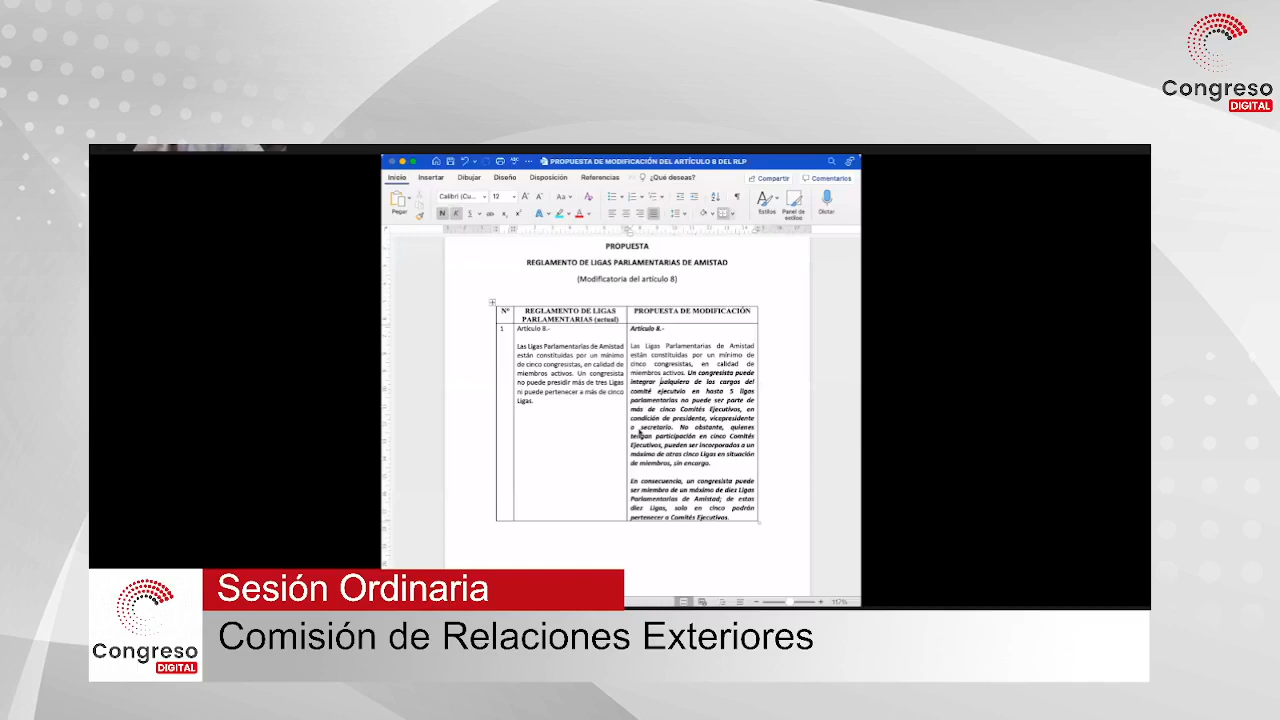 Congreso
DIGITAL
PROPUESTA DE MODIFICACIÓN DEL ARTÍCULO 8 DEL RLP
Inicio Insertar Dibujar Diseño Disposición Referencias ¿Qué deseas? Compartir Comentarios
Calibri (Cu... 12
Pegar Estilos Panel de estilos Dictar
PROPUESTA
REGLAMENTO DE LIGAS PARLAMENTARIAS DE AMISTAD
(Modificatoria del artículo 8)
N° REGLAMENTO DE LIGAS PARLAMENTARIAS (actual) PROPUESTA DE MODIFICACIÓN
1 Artículo 8.-
Las Ligas Parlamentarias de Amistad
están constituidas por un mínimo
de cinco congresistas, en calidad de
miembros activos. Un congresista
no puede presidir más de tres Ligas
ni puede pertenecer a más de cinco
Ligas.
Artículo 8.-
Las Ligas Parlamentarias de Amistad
están constituidas por un mínimo de
cinco congresistas, en calidad de
miembros activos. Un congresista puede
integrar palquiera de los cargos del
comité ejecutvio en hasta 5 ligas
parlamentarias no puede ser parte de
más de cinco Comités Ejecutivos, en
condición de presidente, vicepresidente
o secretario. No obstante, quienes
tengan participación en cinco Comités
Ejecutivos, pueden ser incorporados a un
máximo de otras cinco Ligas en situación
de miembros, sin encargo.
En consecuencia, un congresista puede
ser miembro de un máximo de diez Ligas
Parlamentarias de Amistad; de estas
diez Ligas, solo en cinco podrán
pertenecer a Comités Ejecutivos.
117%
Sesión Ordinaria
Comisión de Relaciones Exteriores
Congreso
DIGITAL